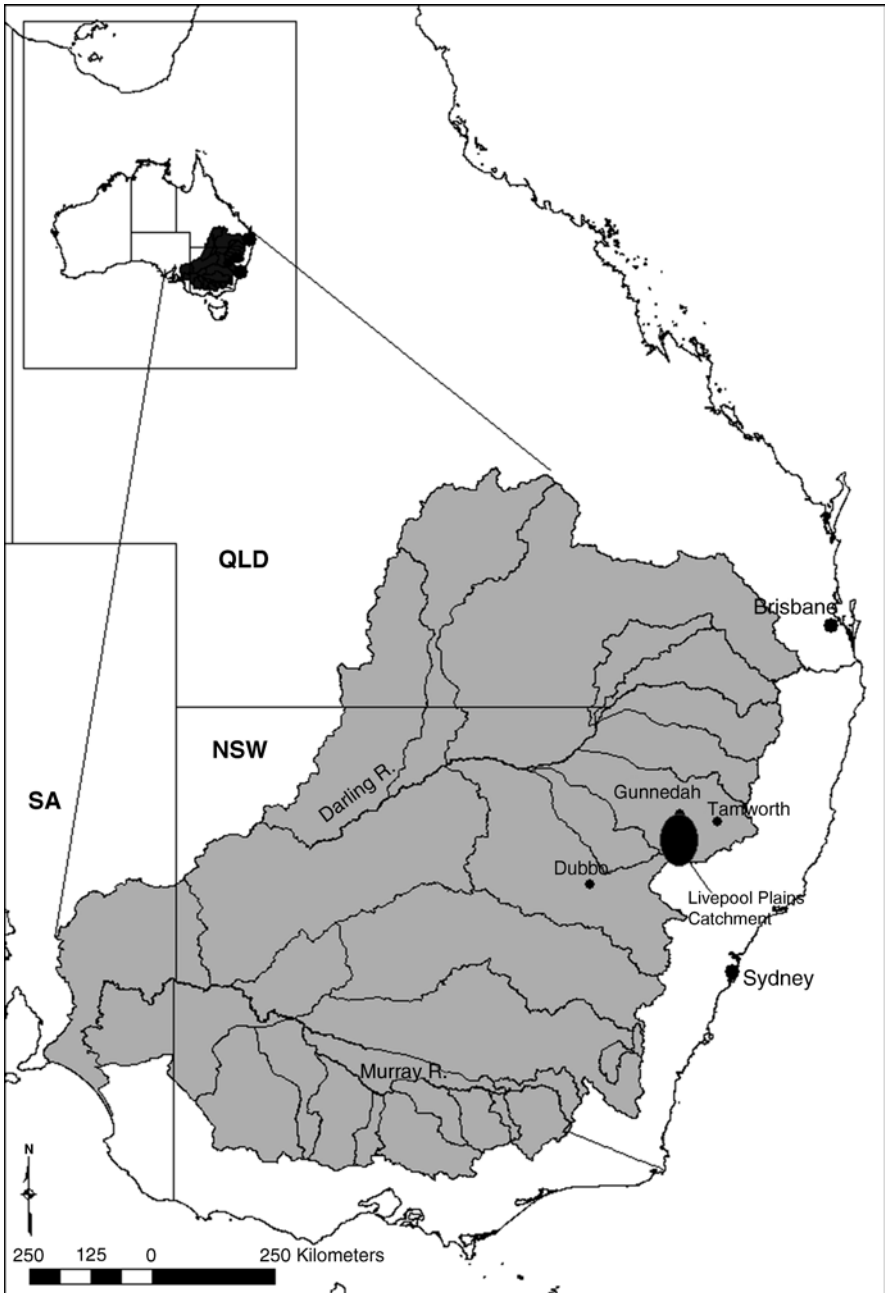 QLD
Brisbane
NSW
Darling R.
SA
Gunnedah
Tamworth
Dubbo
Livepool Plains
Catchment
Sydney
Murray R.
N
250 125 0 250 Kilometers